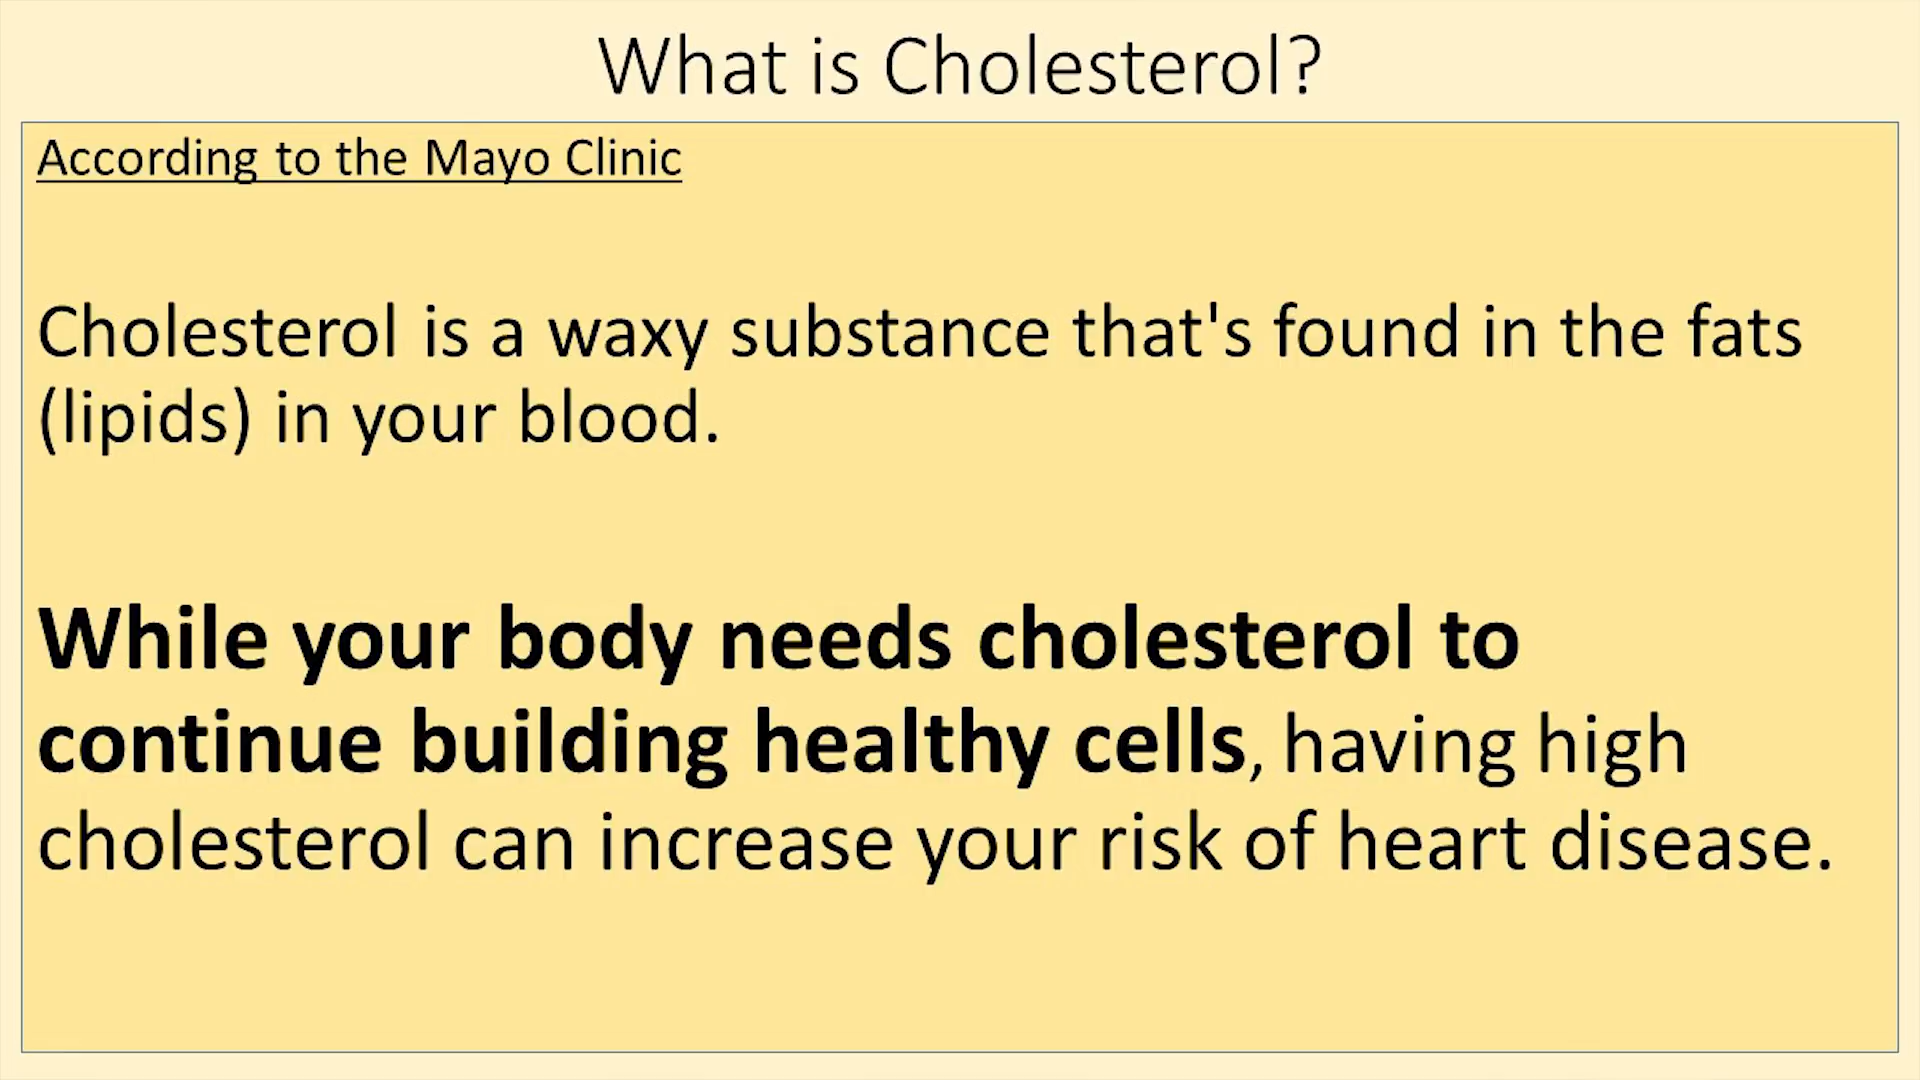 What is Cholesterol?
According to the Mayo Clinic
Cholesterol is a waxy substance that's found in the fats
(lipids) in your blood.
While your body needs cholesterol to
continue building healthy cells, having high
cholesterol can increase your risk of heart disease.